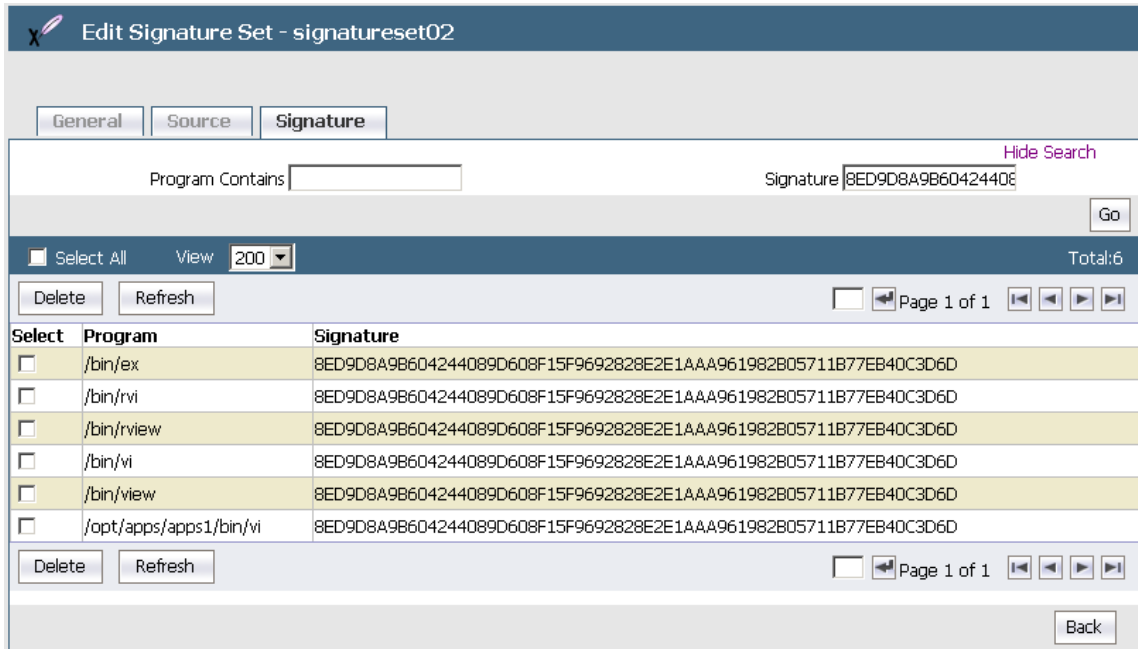 Edit Signature Set - signatureset02
General Source Signature
Hide Search
Program Contains Signature 8ED9D8A9B60424408
Go
Select All View 200 Total:6
Delete Refresh Page 1 of 1
Select Program Signature
/bin/ex 8ED9D8A9B604244089D608F15F9692828E2E1AAA961982B05711B77EB40C3D6D
/bin/rvi 8ED9D8A9B604244089D608F15F9692828E2E1AAA961982B05711B77EB40C3D6D
/bin/rview 8ED9D8A9B604244089D608F15F9692828E2E1AAA961982B05711B77EB40C3D6D
/bin/vi 8ED9D8A9B604244089D608F15F9692828E2E1AAA961982B05711B77EB40C3D6D
/bin/view 8ED9D8A9B604244089D608F15F9692828E2E1AAA961982B05711B77EB40C3D6D
/opt/apps/apps1/bin/vi 8ED9D8A9B604244089D608F15F9692828E2E1AAA961982B05711B77EB40C3D6D
Delete Refresh Page 1 of 1
Back